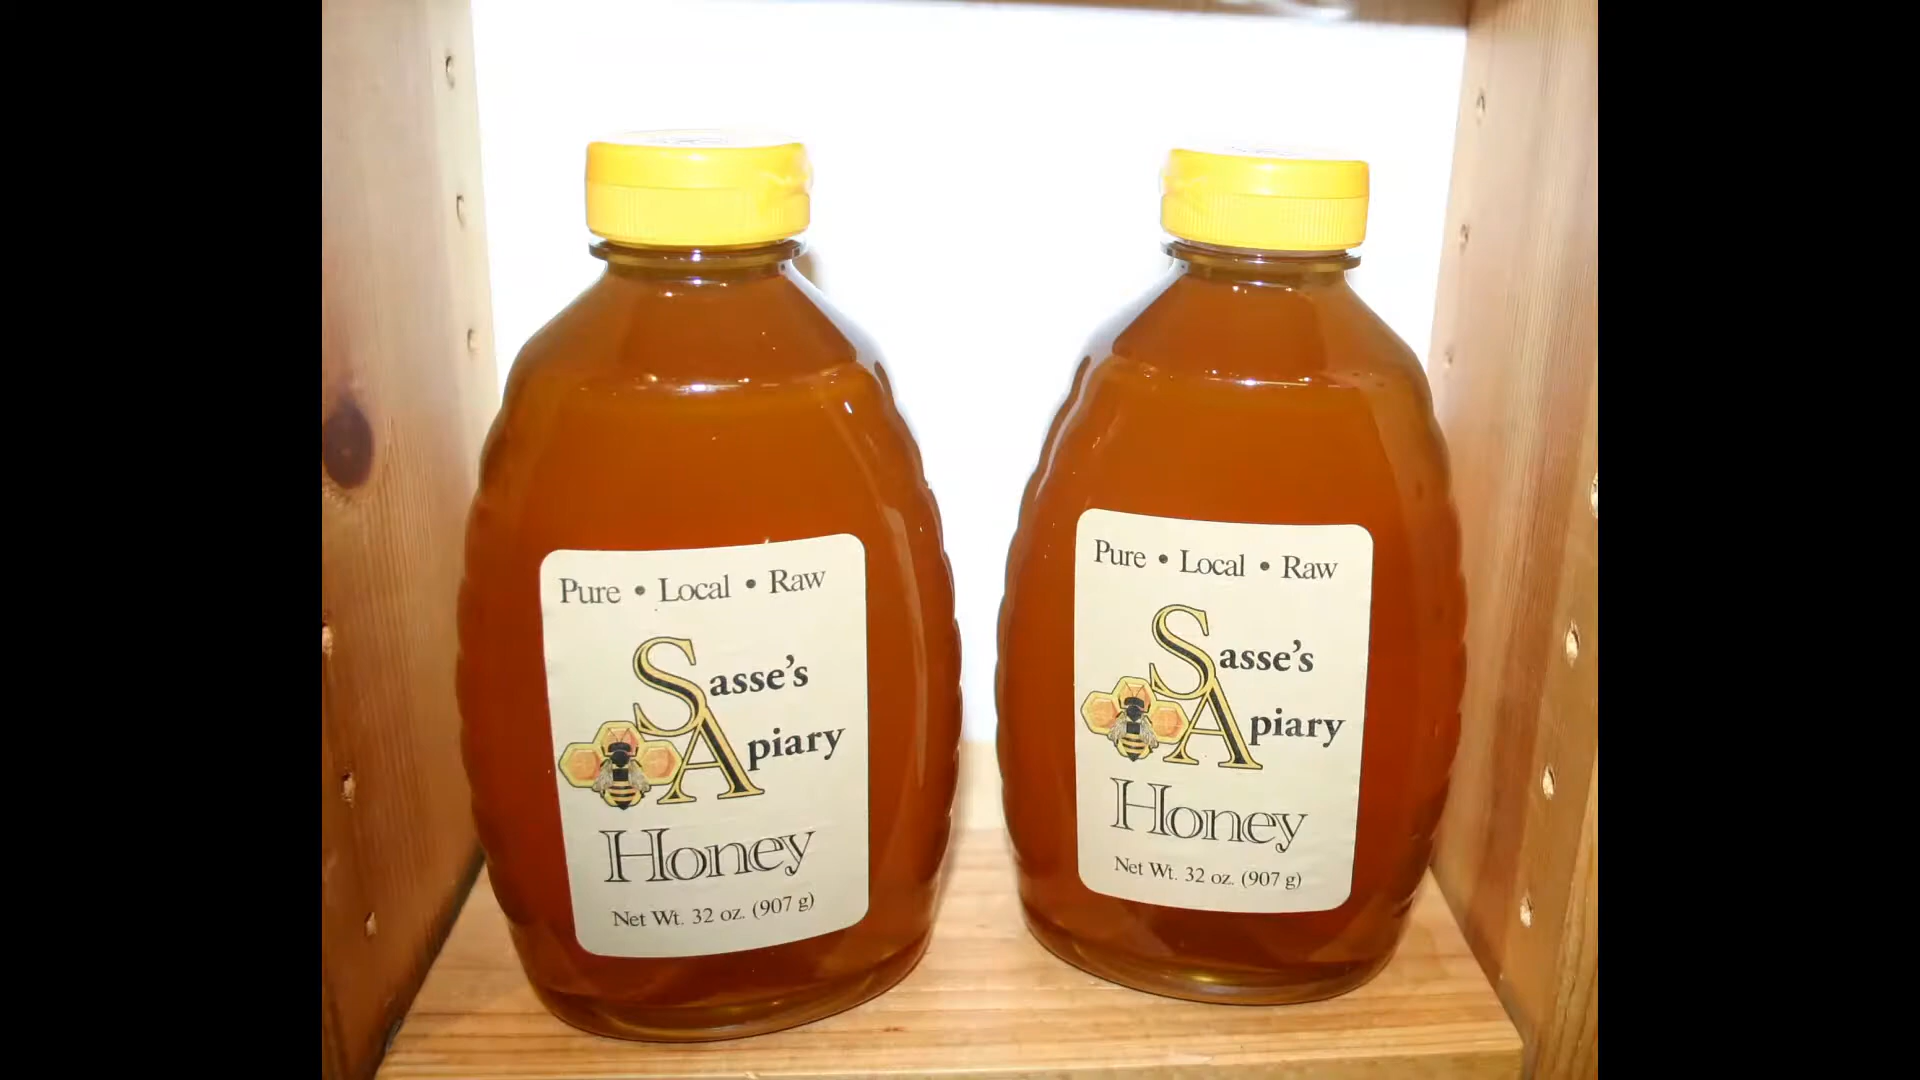 Pure • Local • Raw
Sasse's
Apiary
Honey
Net Wt. 32 oz. (907 g)
Pure • Local • Raw
Sasse's
Apiary
Honey
Net Wt. 32 oz. (907 g)